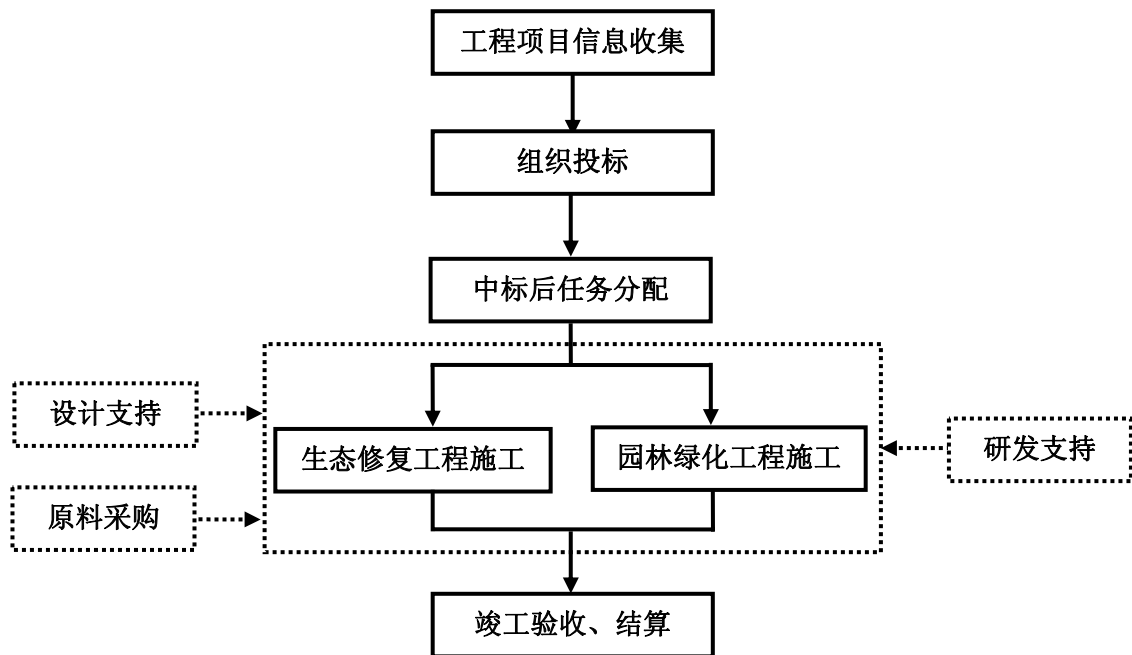 工程项目信息收集
组织投标
中标后任务分配
设计支持
生态修复工程施工
园林绿化工程施工
研发支持
原料采购
竣工验收、结算